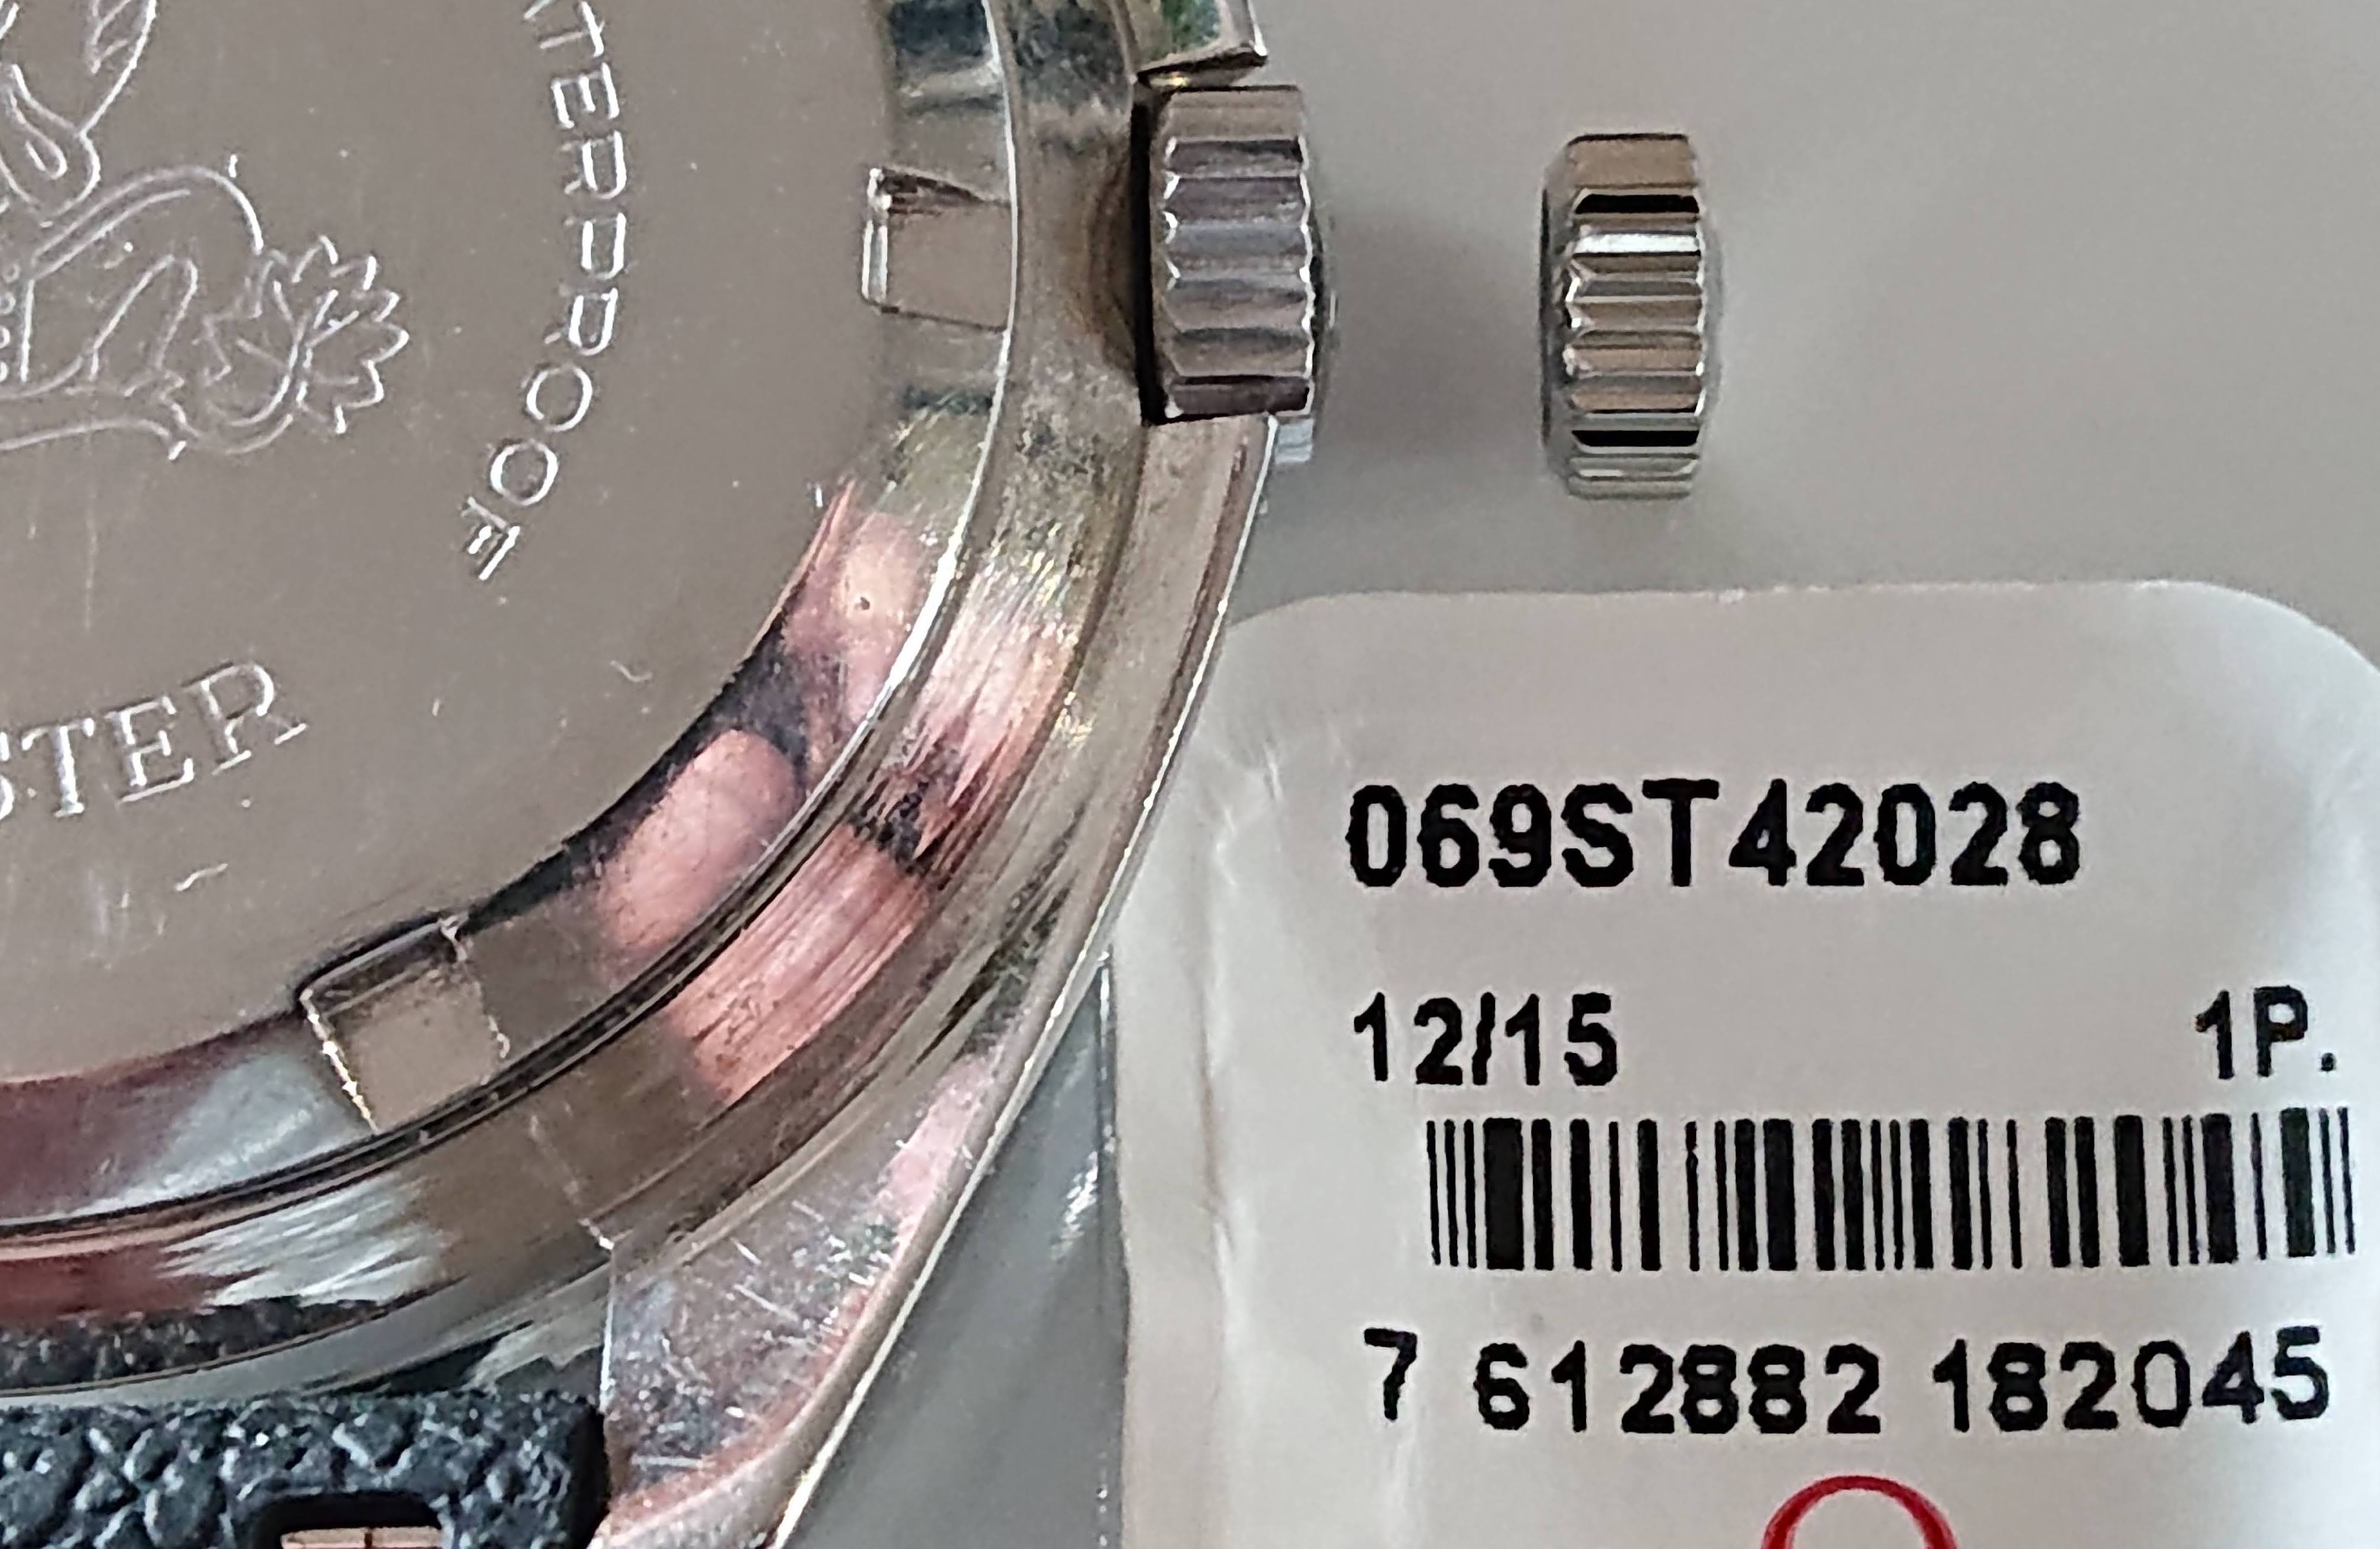 TERPROOF
STER
069ST42028
12/15 1P.
7 612882 182045